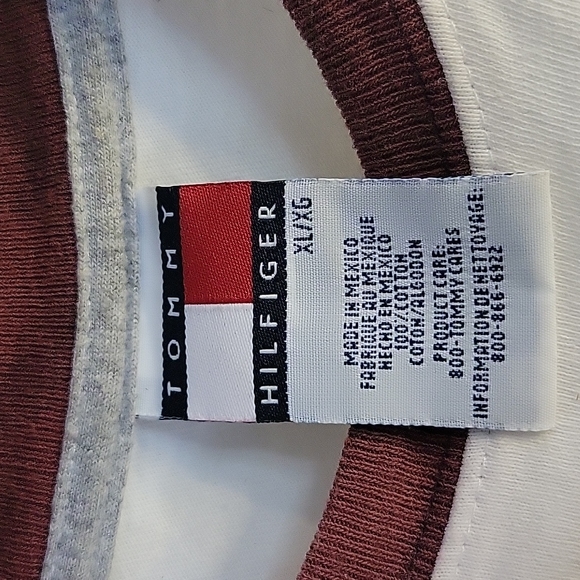 TOMMY
HILFIGER
XL/XG
MADE IN MEXICO
FABRIQUE AU MEXIQUE
HECHO EN MEXICO
100% COTTON
COTON/ALGODON
PRODUCT CARE:
800-TOMMY CARES
INFORMATION DE NETTOYAGE:
800-866-6922